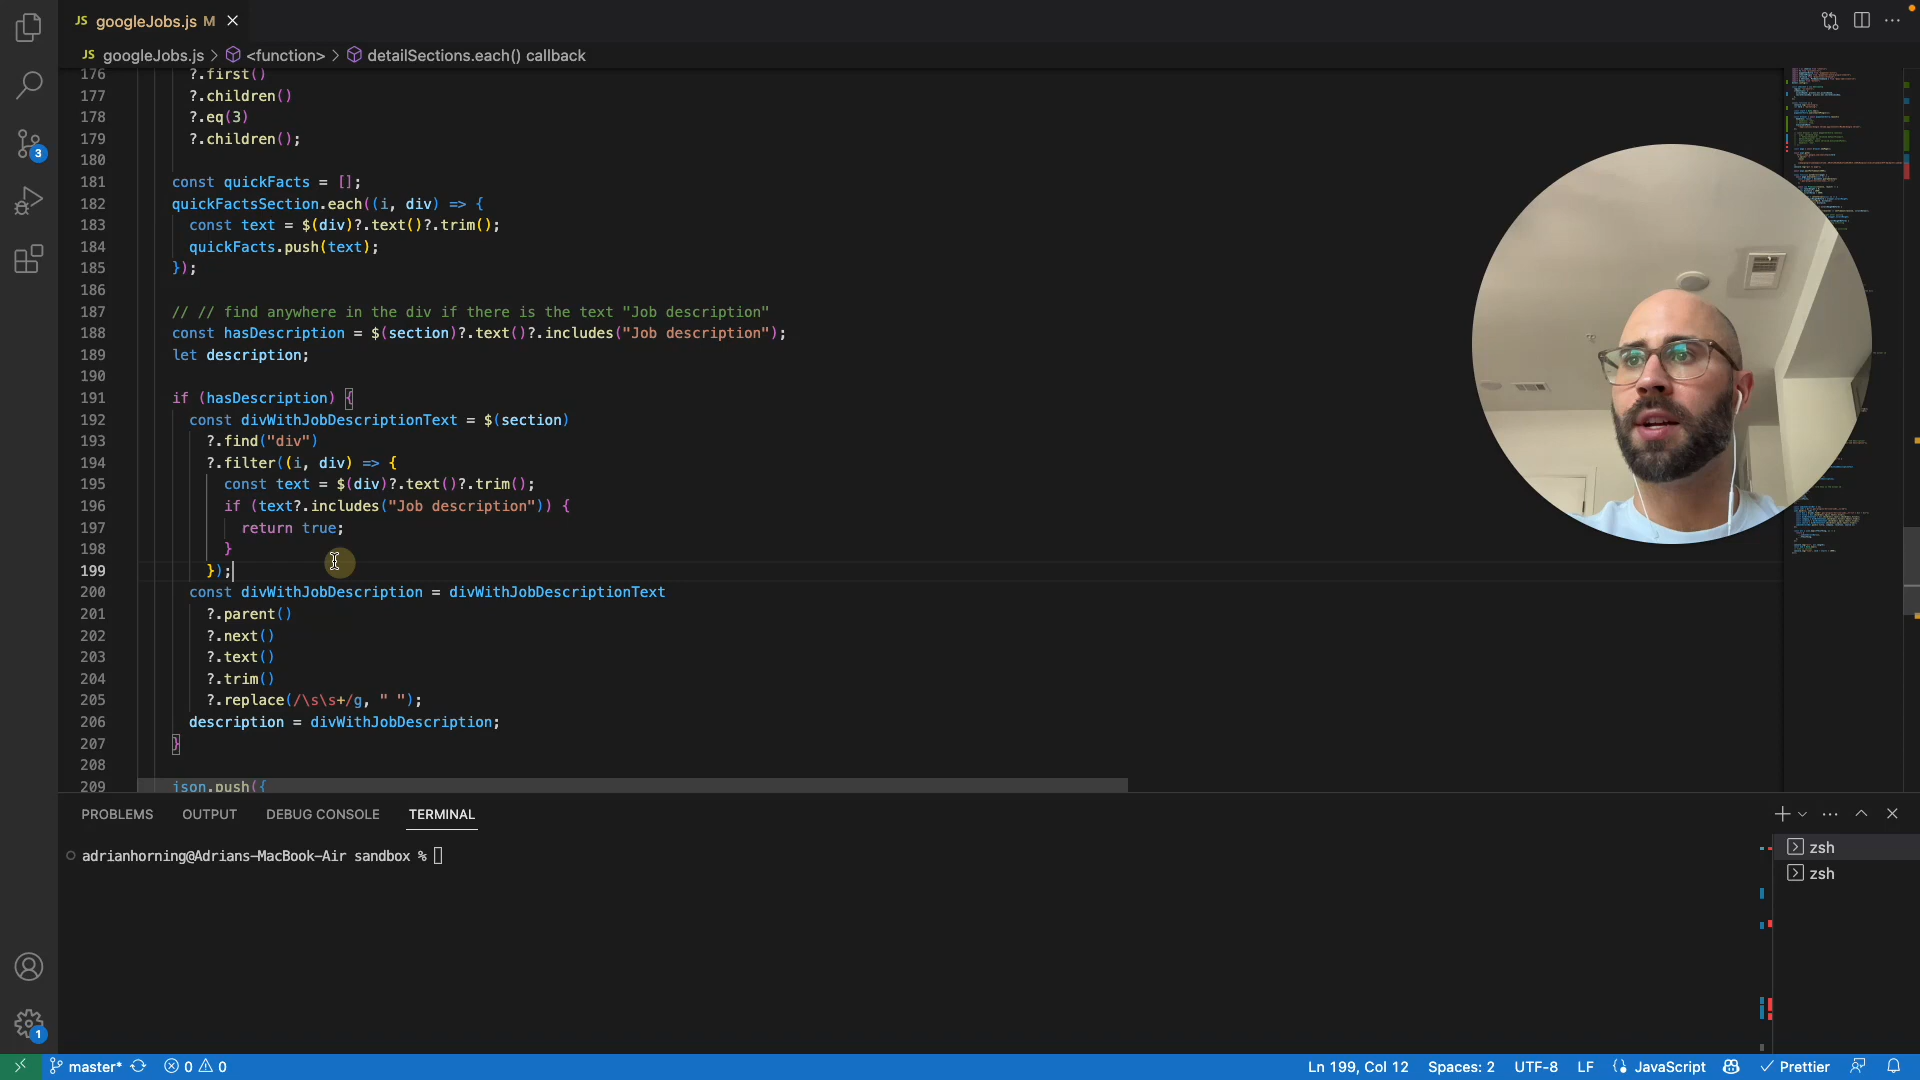 JS googleJobs.js M
JS googleJobs.js > <function> > detailSections.each() callback
176 ?.first()
177 ?.children()
178 ?.eq(3)
179 ?.children();
180
181 const quickFacts = [];
182 quickFactsSection.each((i, div) => {
183 const text = $(div)?.text()?.trim();
184 quickFacts.push(text);
185 });
186
187 // // find anywhere in the div if there is the text "Job description"
188 const hasDescription = $(section)?.text()?.includes("Job description");
189 let description;
190
191 if (hasDescription) {
192 const divWithJobDescriptionText = $(section)
193 ?.find("div")
194 ?.filter((i, div) => {
195 const text = $(div)?.text()?.trim();
196 if (text?.includes("Job description")) {
197 return true;
198 }
199 });
200 const divWithJobDescription = divWithJobDescriptionText
201 ?.parent()
202 ?.next()
203 ?.text()
204 ?.trim()
205 ?.replace(/\s\s+/g, " ");
206 description = divWithJobDescription;
207 }
208
209 json.push({
3
PROBLEMS OUTPUT DEBUG CONSOLE TERMINAL
adrianhorning@Adrians-MacBook-Air sandbox %
zsh
zsh
1
master* 0 0 Ln 199, Col 12 Spaces: 2 UTF-8 LF JavaScript Prettier